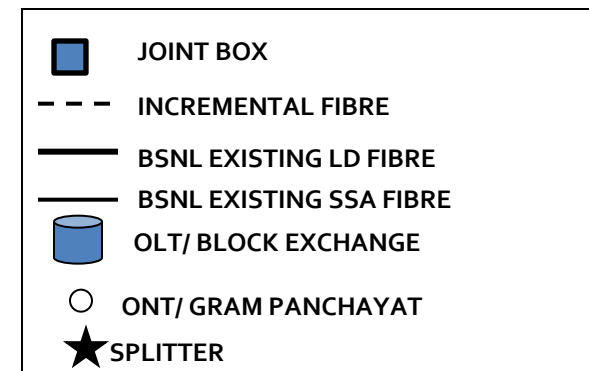 JOINT BOX
INCREMENTAL FIBRE
BSNL EXISTING LD FIBRE
BSNL EXISTING SSA FIBRE
OLT/ BLOCK EXCHANGE
ONT/ GRAM PANCHAYAT
SPLITTER